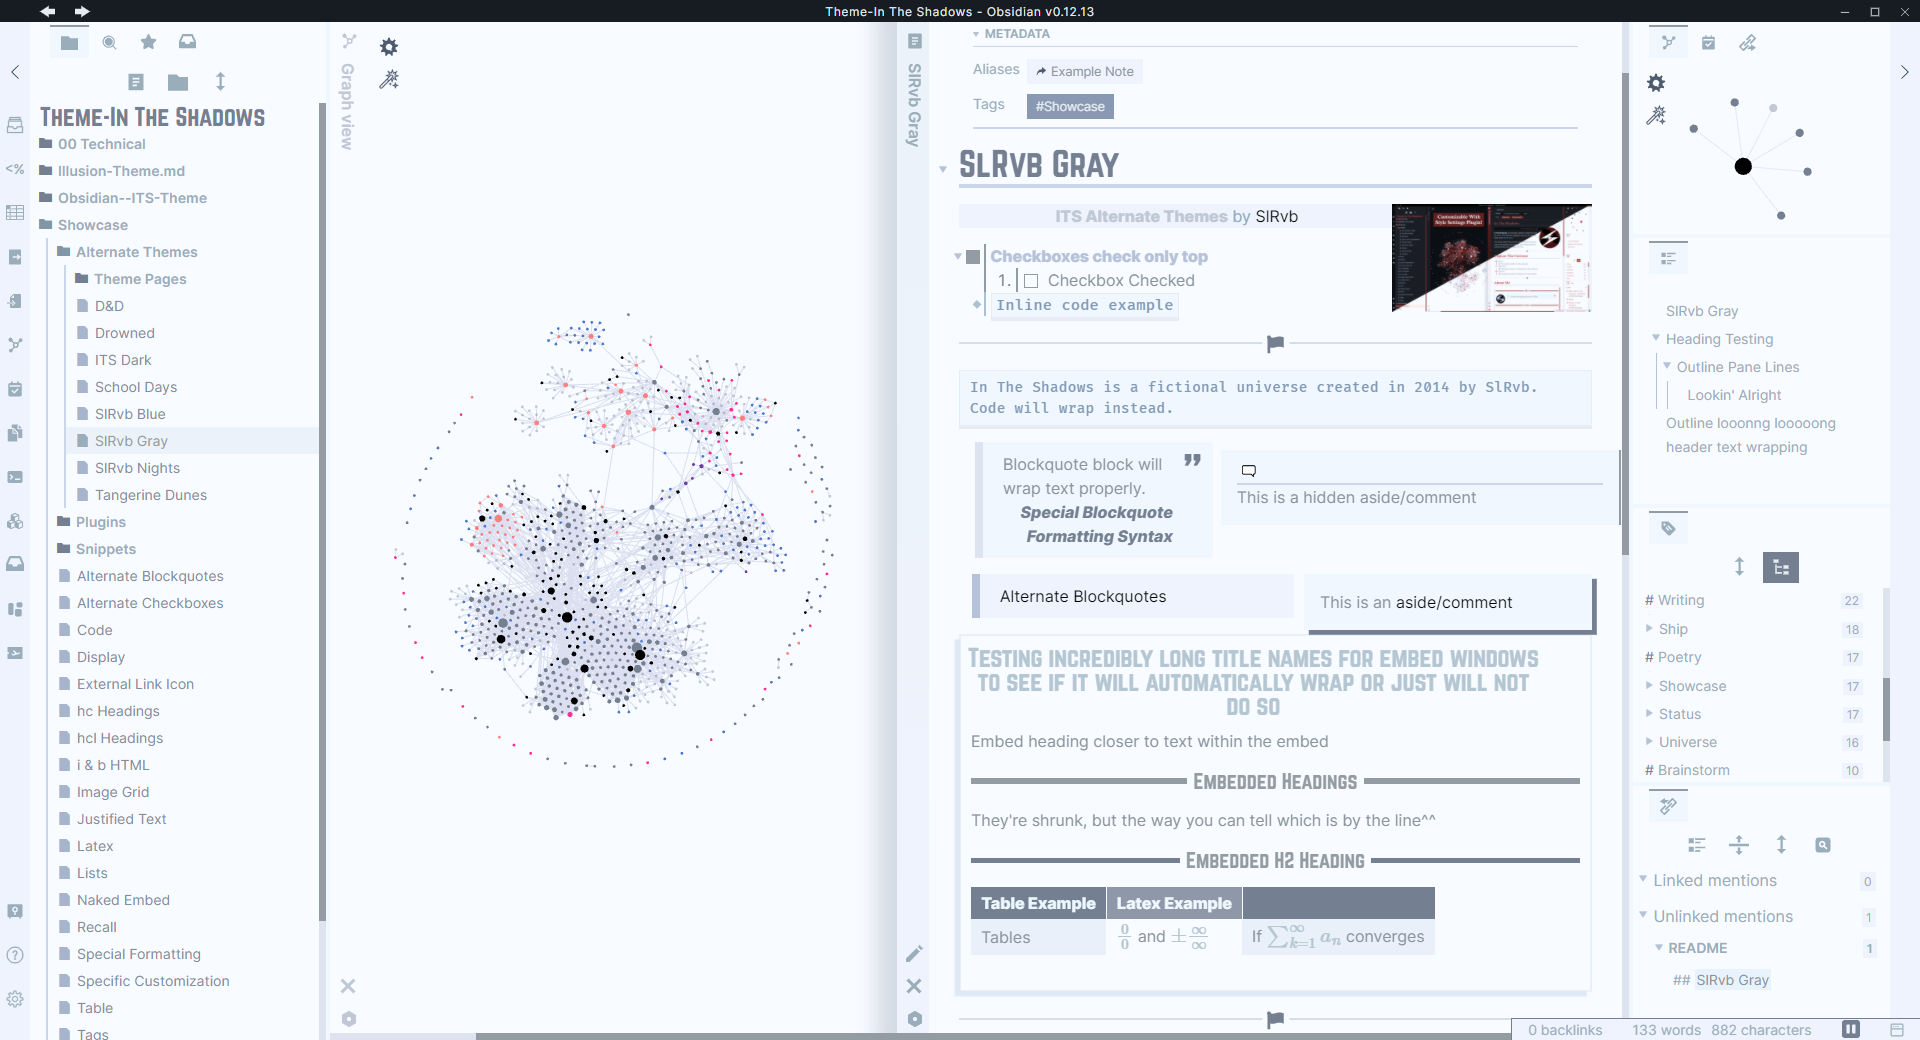 Theme-In The Shadows - Obsidian v0.12.13
THEME-IN THE SHADOWS
00 Technical
Illusion-Theme.md
Obsidian--ITS-Theme
Showcase
Alternate Themes
Theme Pages
D&D
Drowned
ITS Dark
School Days
SlRvb Blue
SlRvb Gray
SlRvb Nights
Tangerine Dunes
Plugins
Snippets
Alternate Blockquotes
Alternate Checkboxes
Code
Display
External Link Icon
hc Headings
hcl Headings
i & b HTML
Image Grid
Justified Text
Latex
Lists
Naked Embed
Recall
Special Formatting
Specific Customization
Table
Tags
<%
Graph view
SlRvb Gray
METADATA
Aliases Example Note
Tags #Showcase
SLRVB GRAY
ITS Alternate Themes by SlRvb
Customizable With
Style Settings Plugin!
Checkboxes check only top
1. Checkbox Checked
Inline code example
In The Shadows is a fictional universe created in 2014 by SlRvb.
Code will wrap instead.
Blockquote block will
wrap text properly.
Special Blockquote
Formatting Syntax
This is a hidden aside/comment
Alternate Blockquotes
This is an aside/comment
TESTING INCREDIBLY LONG TITLE NAMES FOR EMBED WINDOWS
TO SEE IF IT WILL AUTOMATICALLY WRAP OR JUST WILL NOT
DO SO
Embed heading closer to text within the embed
EMBEDDED HEADINGS
They're shrunk, but the way you can tell which is by the line^^
EMBEDDED H2 HEADING
Table Example Latex Example
Tables 0/0 and ±∞/∞ If ∑_{k=1}^{∞} a_n converges
SlRvb Gray
Heading Testing
Outline Pane Lines
Lookin' Alright
Outline looonng looooong
header text wrapping
# Writing 22
Ship 18
# Poetry 17
Showcase 17
Status 17
Universe 16
# Brainstorm 10
Linked mentions 0
Unlinked mentions 1
README 1
## SlRvb Gray
0 backlinks 133 words 882 characters